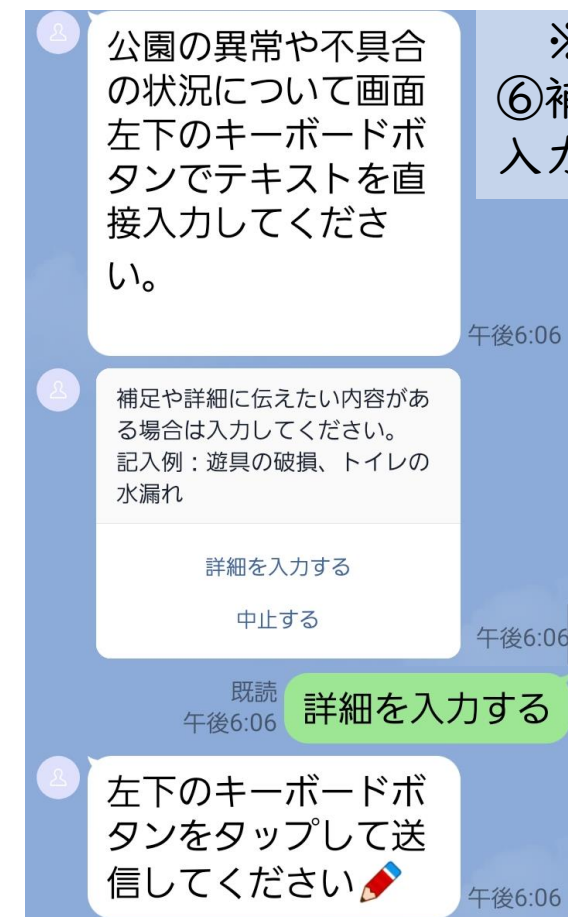 公園の異常や不具合
の状況について画面
左下のキーボードボ
タンでテキストを直
接入力してくださ
い。
午後6:06
※
⑥補
入力
補足や詳細に伝えたい内容があ
る場合は入力してください。
記入例：遊具の破損、トイレの
水漏れ
詳細を入力する
中止する
午後6:06
既読
午後6:06
詳細を入力する
左下のキーボードボ
タンをタップして送
信してください
午後6:06